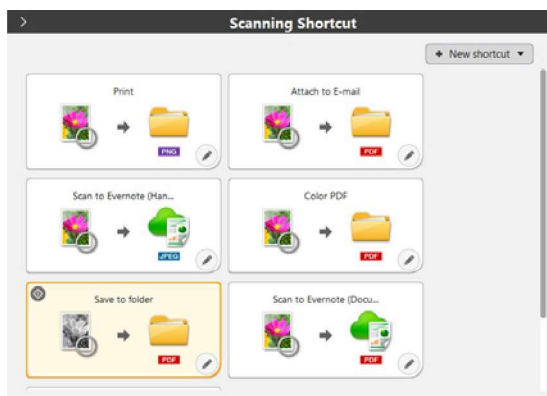 Scanning Shortcut
+ New shortcut
Print
Attach to E-mail
PNG
PDF
Scan to Evernote (Han...
Color PDF
JPEG
PDF
Save to folder
Scan to Evernote (Docu...
PDF
PDF